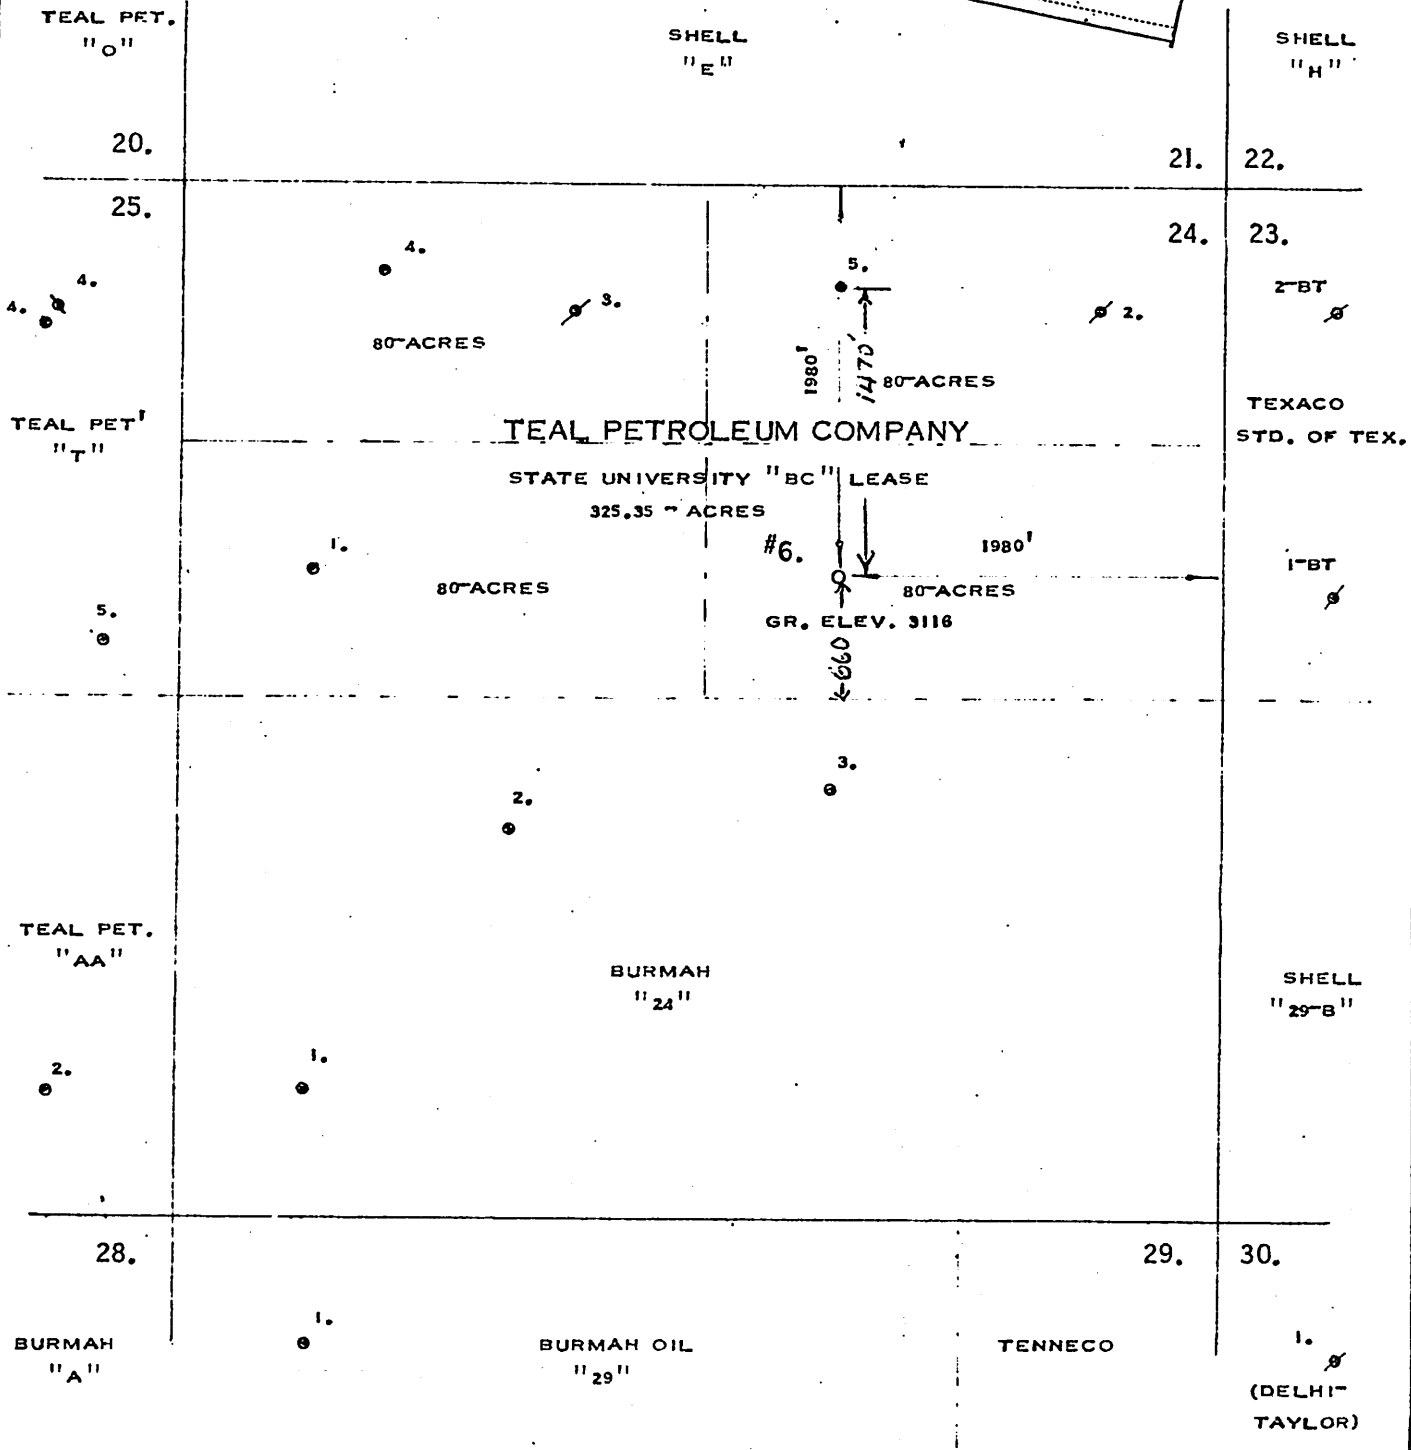 TEAL PET.
"O"
SHELL
"E"
SHELL
"H"
20.
21.
22.
25.
24.
23.
4.
4.
4.
3.
5.
2.
2-BT
80-ACRES
1980'
1470'
80-ACRES
TEAL PET'
"T"
TEAL PETROLEUM COMPANY
TEXACO
STD. OF TEX.
STATE UNIVERSITY "BC" LEASE
325.35 - ACRES
1.
#6.
1980'
1-BT
80-ACRES
80-ACRES
5.
GR. ELEV. 3116
660
3.
2.
TEAL PET.
"AA"
BURMAH
"24"
SHELL
"29-B"
2.
1.
28.
29.
30.
1.
BURMAH
"A"
BURMAH OIL
"29"
TENNECO
1.
(DELHI-
TAYLOR)